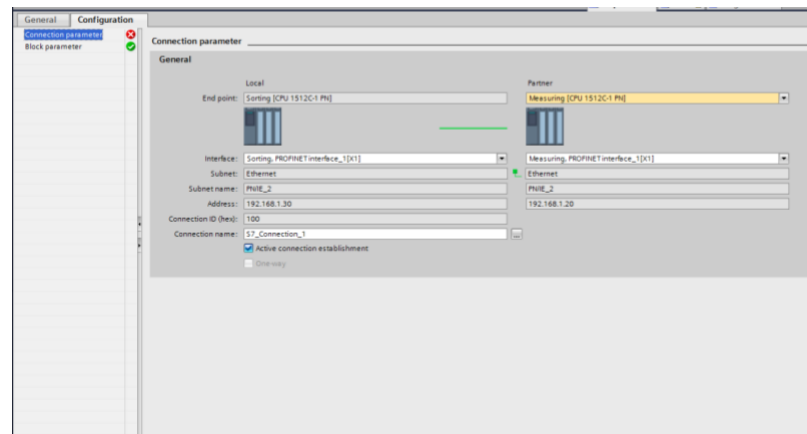 General Configuration
Connection parameter
Block parameter
Connection parameter
General
Local Partner
End point: Sorting [CPU 1512C-1 PN] Measuring [CPU 1512C-1 PN]
Interface: Sorting, PROFINET interface_1[X1] Measuring, PROFINET interface_1[X1]
Subnet: Ethernet Ethernet
Subnet name: PN/IE_2 PN/IE_2
Address: 192.168.1.30 192.168.1.20
Connection ID (hex): 100
Connection name: S7_Connection_1 ...
Active connection establishment
One-way